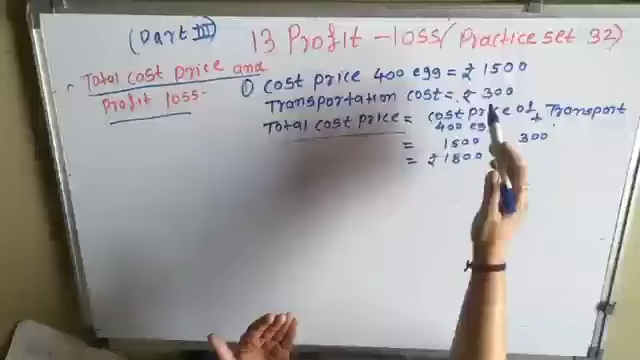 (Part III) 13 Profit - loss (Practice set 32)
Total cost price and
Profit loss-
① Cost price 400 egg = ₹ 1500
Transportation cost = ₹ 300
Total cost price = cost price of + Transport
400 eg
= 1500 300
= ₹ 1800